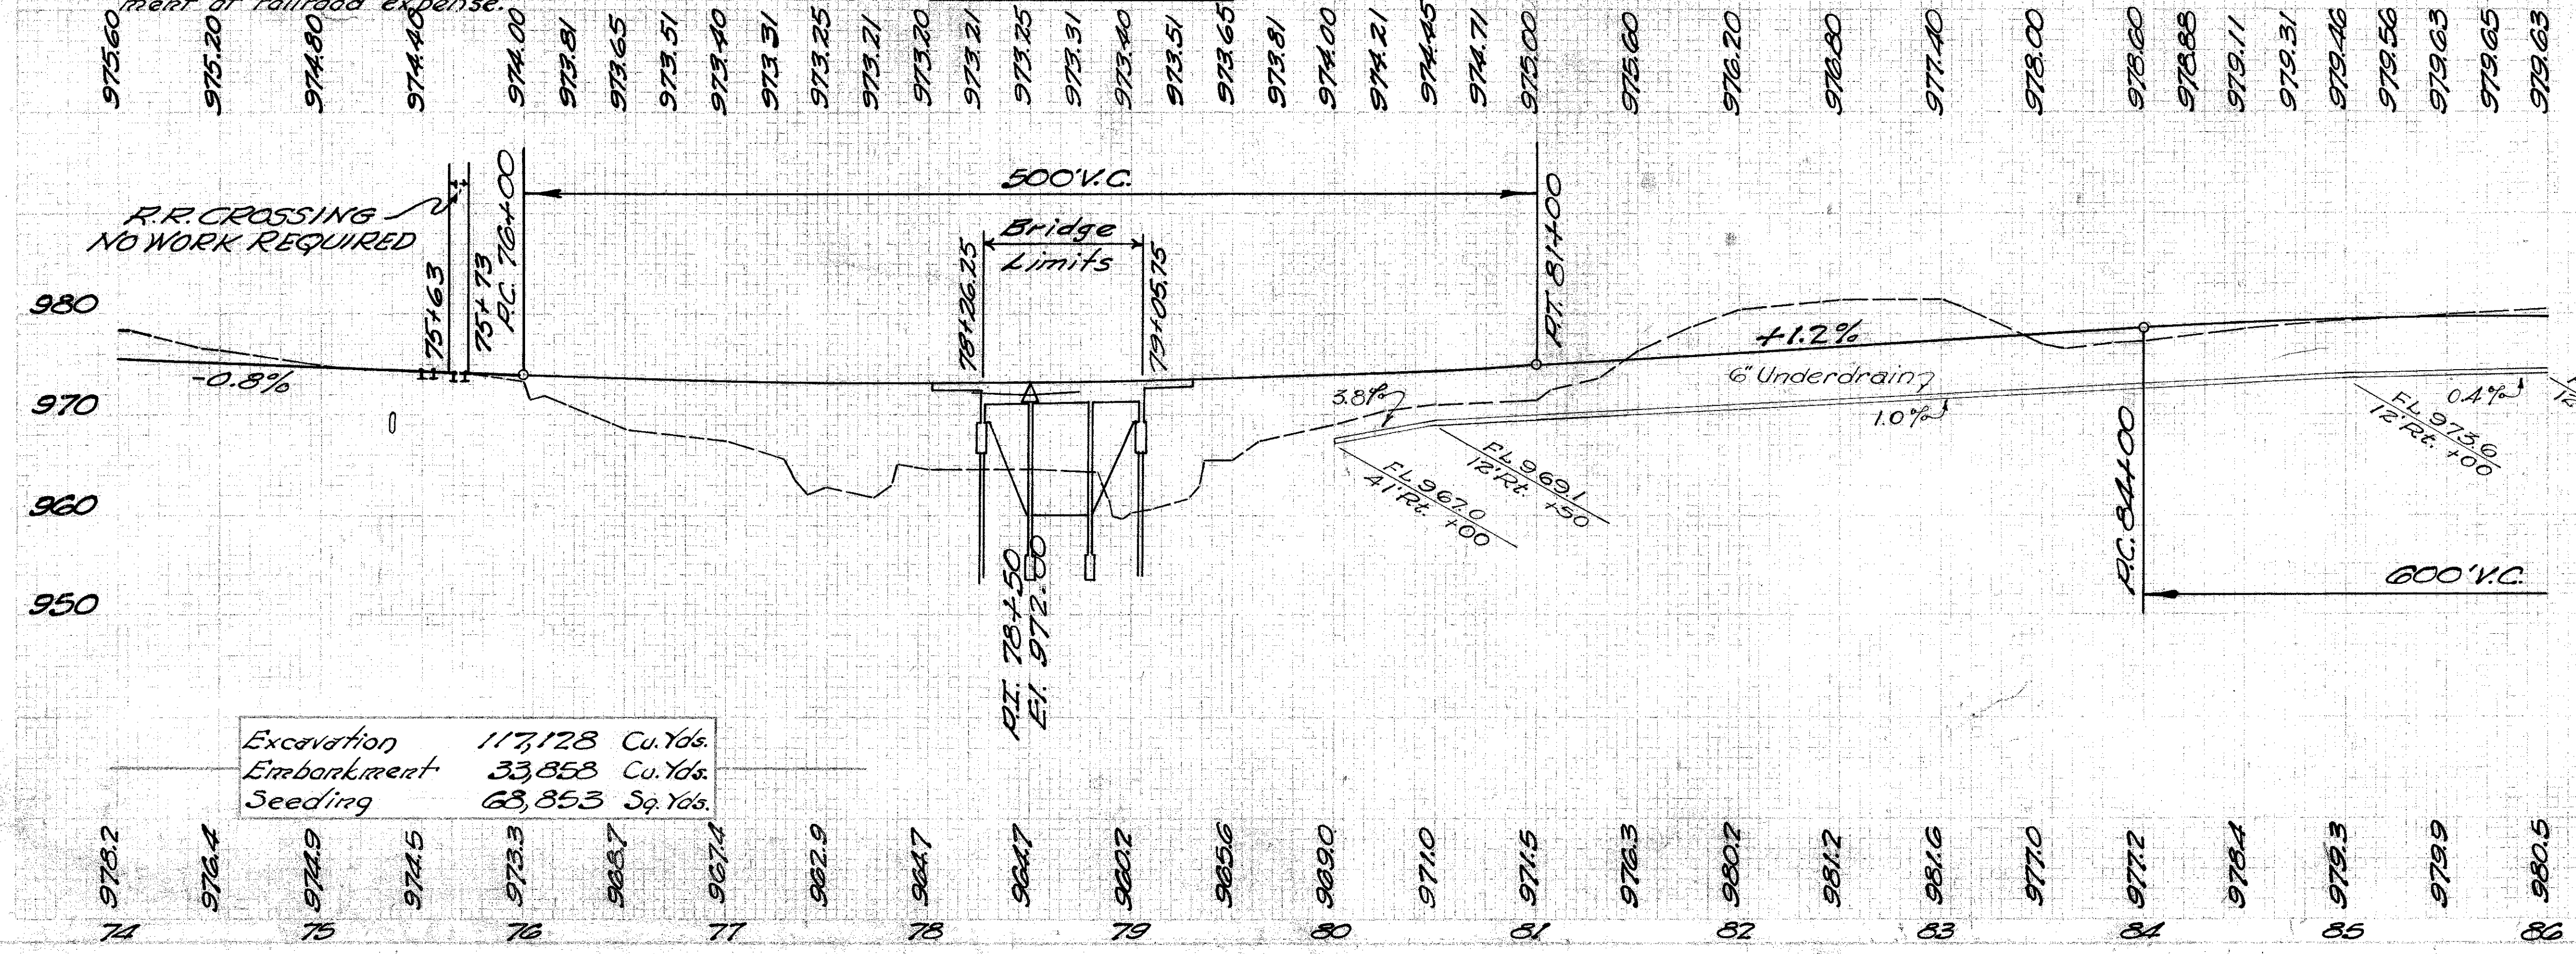 ment at railroad expense.
975.60 975.20 974.80 974.40 974.00 973.81 973.65 973.51 973.40 973.31 973.25 973.21 973.20 973.21 973.25 973.31 973.40 973.51 973.65 973.81 974.00 974.21 974.45 974.71 975.00 975.60 976.20 976.80 977.40 978.00 978.60 978.88 979.11 979.31 979.46 979.56 979.63 979.65 979.63
500' V.C.
R.R. CROSSING
NO WORK REQUIRED
75+63
75+73
P.C. 76+00
78+26.25
Bridge
Limits
79+05.75
P.T. 81+00
980
970
960
950
-0.8%
+1.2%
6" Underdrain
3.8%
1.0%
0.4%
FL 967.0
41' Rt. +00
FL 969.1
12' Rt. +50
FL 973.6
12' Rt. +00
12'
P.C. 84+00
600' V.C.
P.I. 78+50
El. 972.00
Excavation 117,128 Cu. Yds.
Embankment 33,858 Cu. Yds.
Seeding 68,853 Sq. Yds.
978.2 976.4 974.9 974.5 973.3 968.7 967.4 962.9 964.7 964.7 960.2 965.6 969.0 971.0 971.5 976.3 980.2 981.2 981.6 977.0 977.2 978.4 979.3 979.9 980.5
74 75 76 77 78 79 80 81 82 83 84 85 86